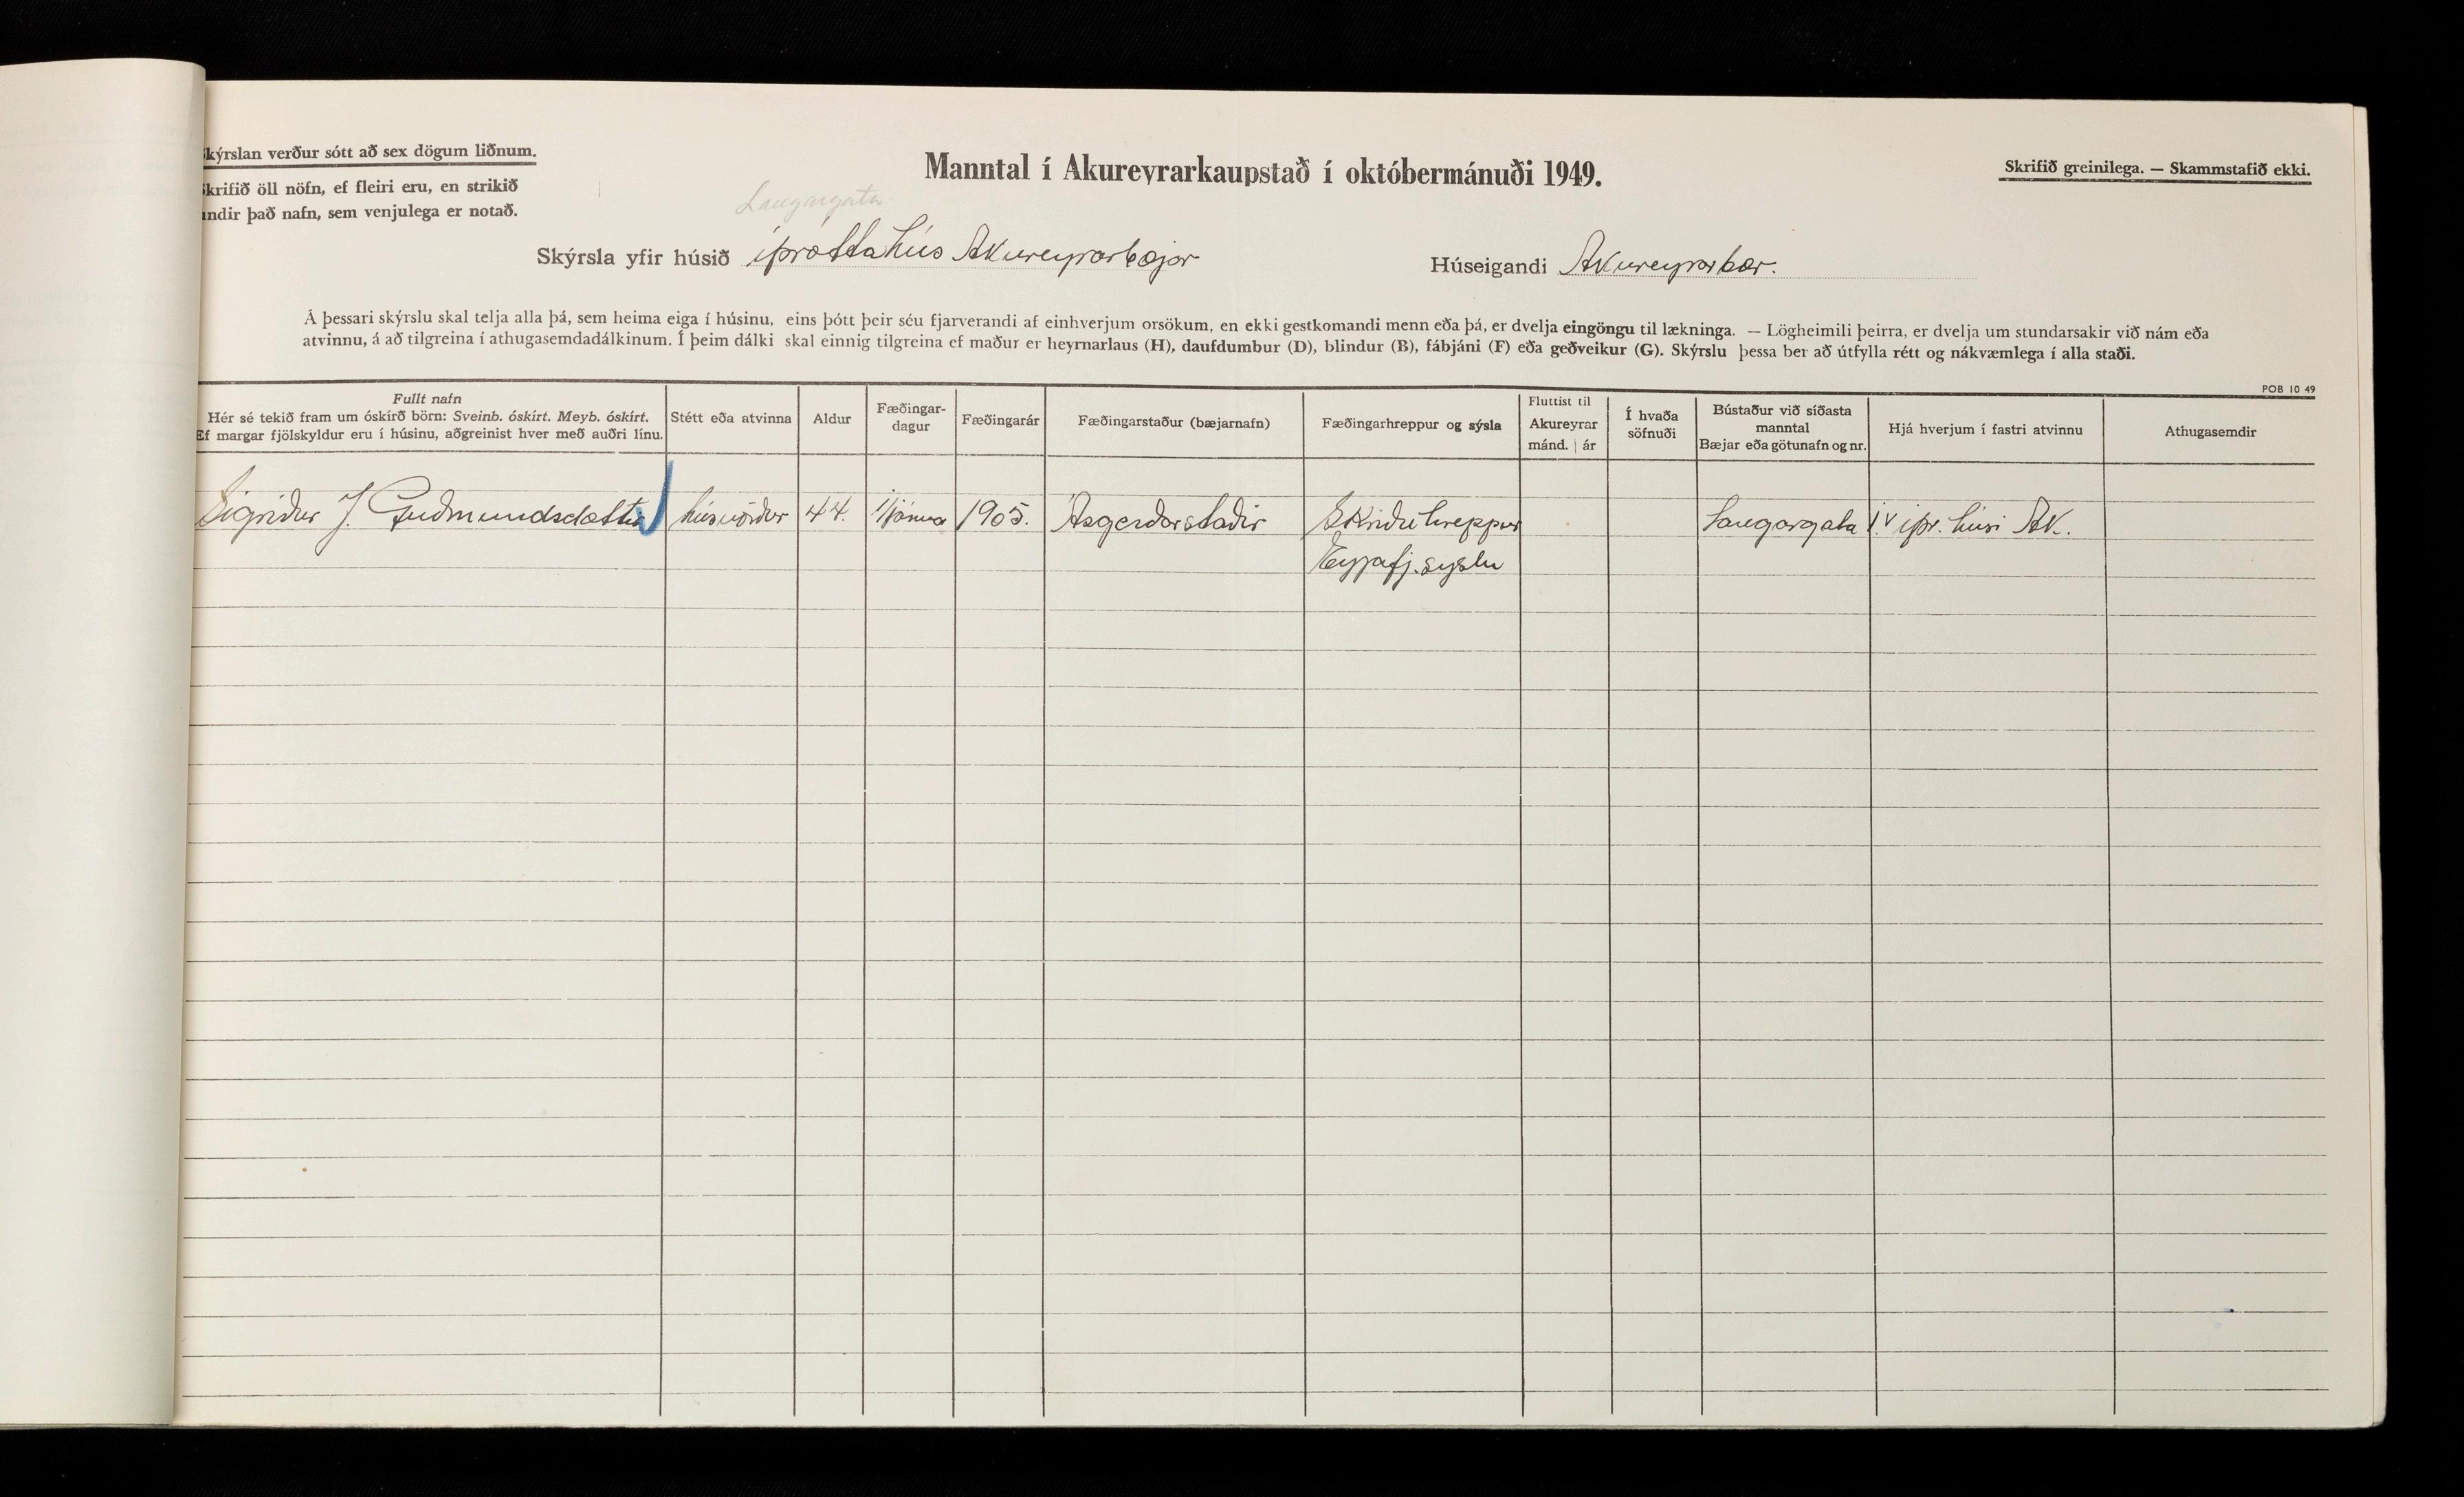 Skýrslan verður sótt að sex dögum liðnum.
Skrifið öll nöfn, ef fleiri eru, en strikið
undir það nafn, sem venjulega er notað.
Manntal í Akureyrarkaupstað í októbermánuði 1949.
Skrifið greinilega. — Skammstafið ekki.
Laugargata
Skýrsla yfir húsið íþróttahús Akureyrarbæjar
Húseigandi Akureyrarbær.
Á þessari skýrslu skal telja alla þá, sem heima eiga í húsinu, eins þótt þeir séu fjarverandi af einhverjum orsökum, en ekki gestkomandi menn eða þá, er dvelja eingöngu til lækninga. — Lögheimili þeirra, er dvelja um stundarsakir við nám eða
atvinnu, á að tilgreina í athugasemdadálkinum. Í þeim dálki skal einnig tilgreina ef maður er heyrnarlaus (H), daufdumbur (D), blindur (B), fábjáni (F) eða geðveikur (G). Skýrslu þessa ber að útfylla rétt og nákvæmlega í alla staði.
POB 10 49
Fullt nafn
Hér sé tekið fram um óskírð börn: Sveinb. óskírt. Meyb. óskírt.
Ef margar fjölskyldur eru í húsinu, aðgreinist hver með auðri línu.
Stétt eða atvinna
Aldur
Fæðingar-
dagur
Fæðingarár
Fæðingarstaður (bæjarnafn)
Fæðingarhreppur og sýsla
Fluttist til
Akureyrar
mánd. | ár
Í hvaða
söfnuði
Bústaður við síðasta
manntal
Bæjar eða götunafn og nr.
Hjá hverjum í fastri atvinnu
Athugasemdir
Sigríður J. Guðmundsdóttir húsvörður 44. 1 janúar 1905. Ásgerðarstaðir Skriðuhreppur Laugargata íþr. húsi Ak.
Eyjafj.sýslu